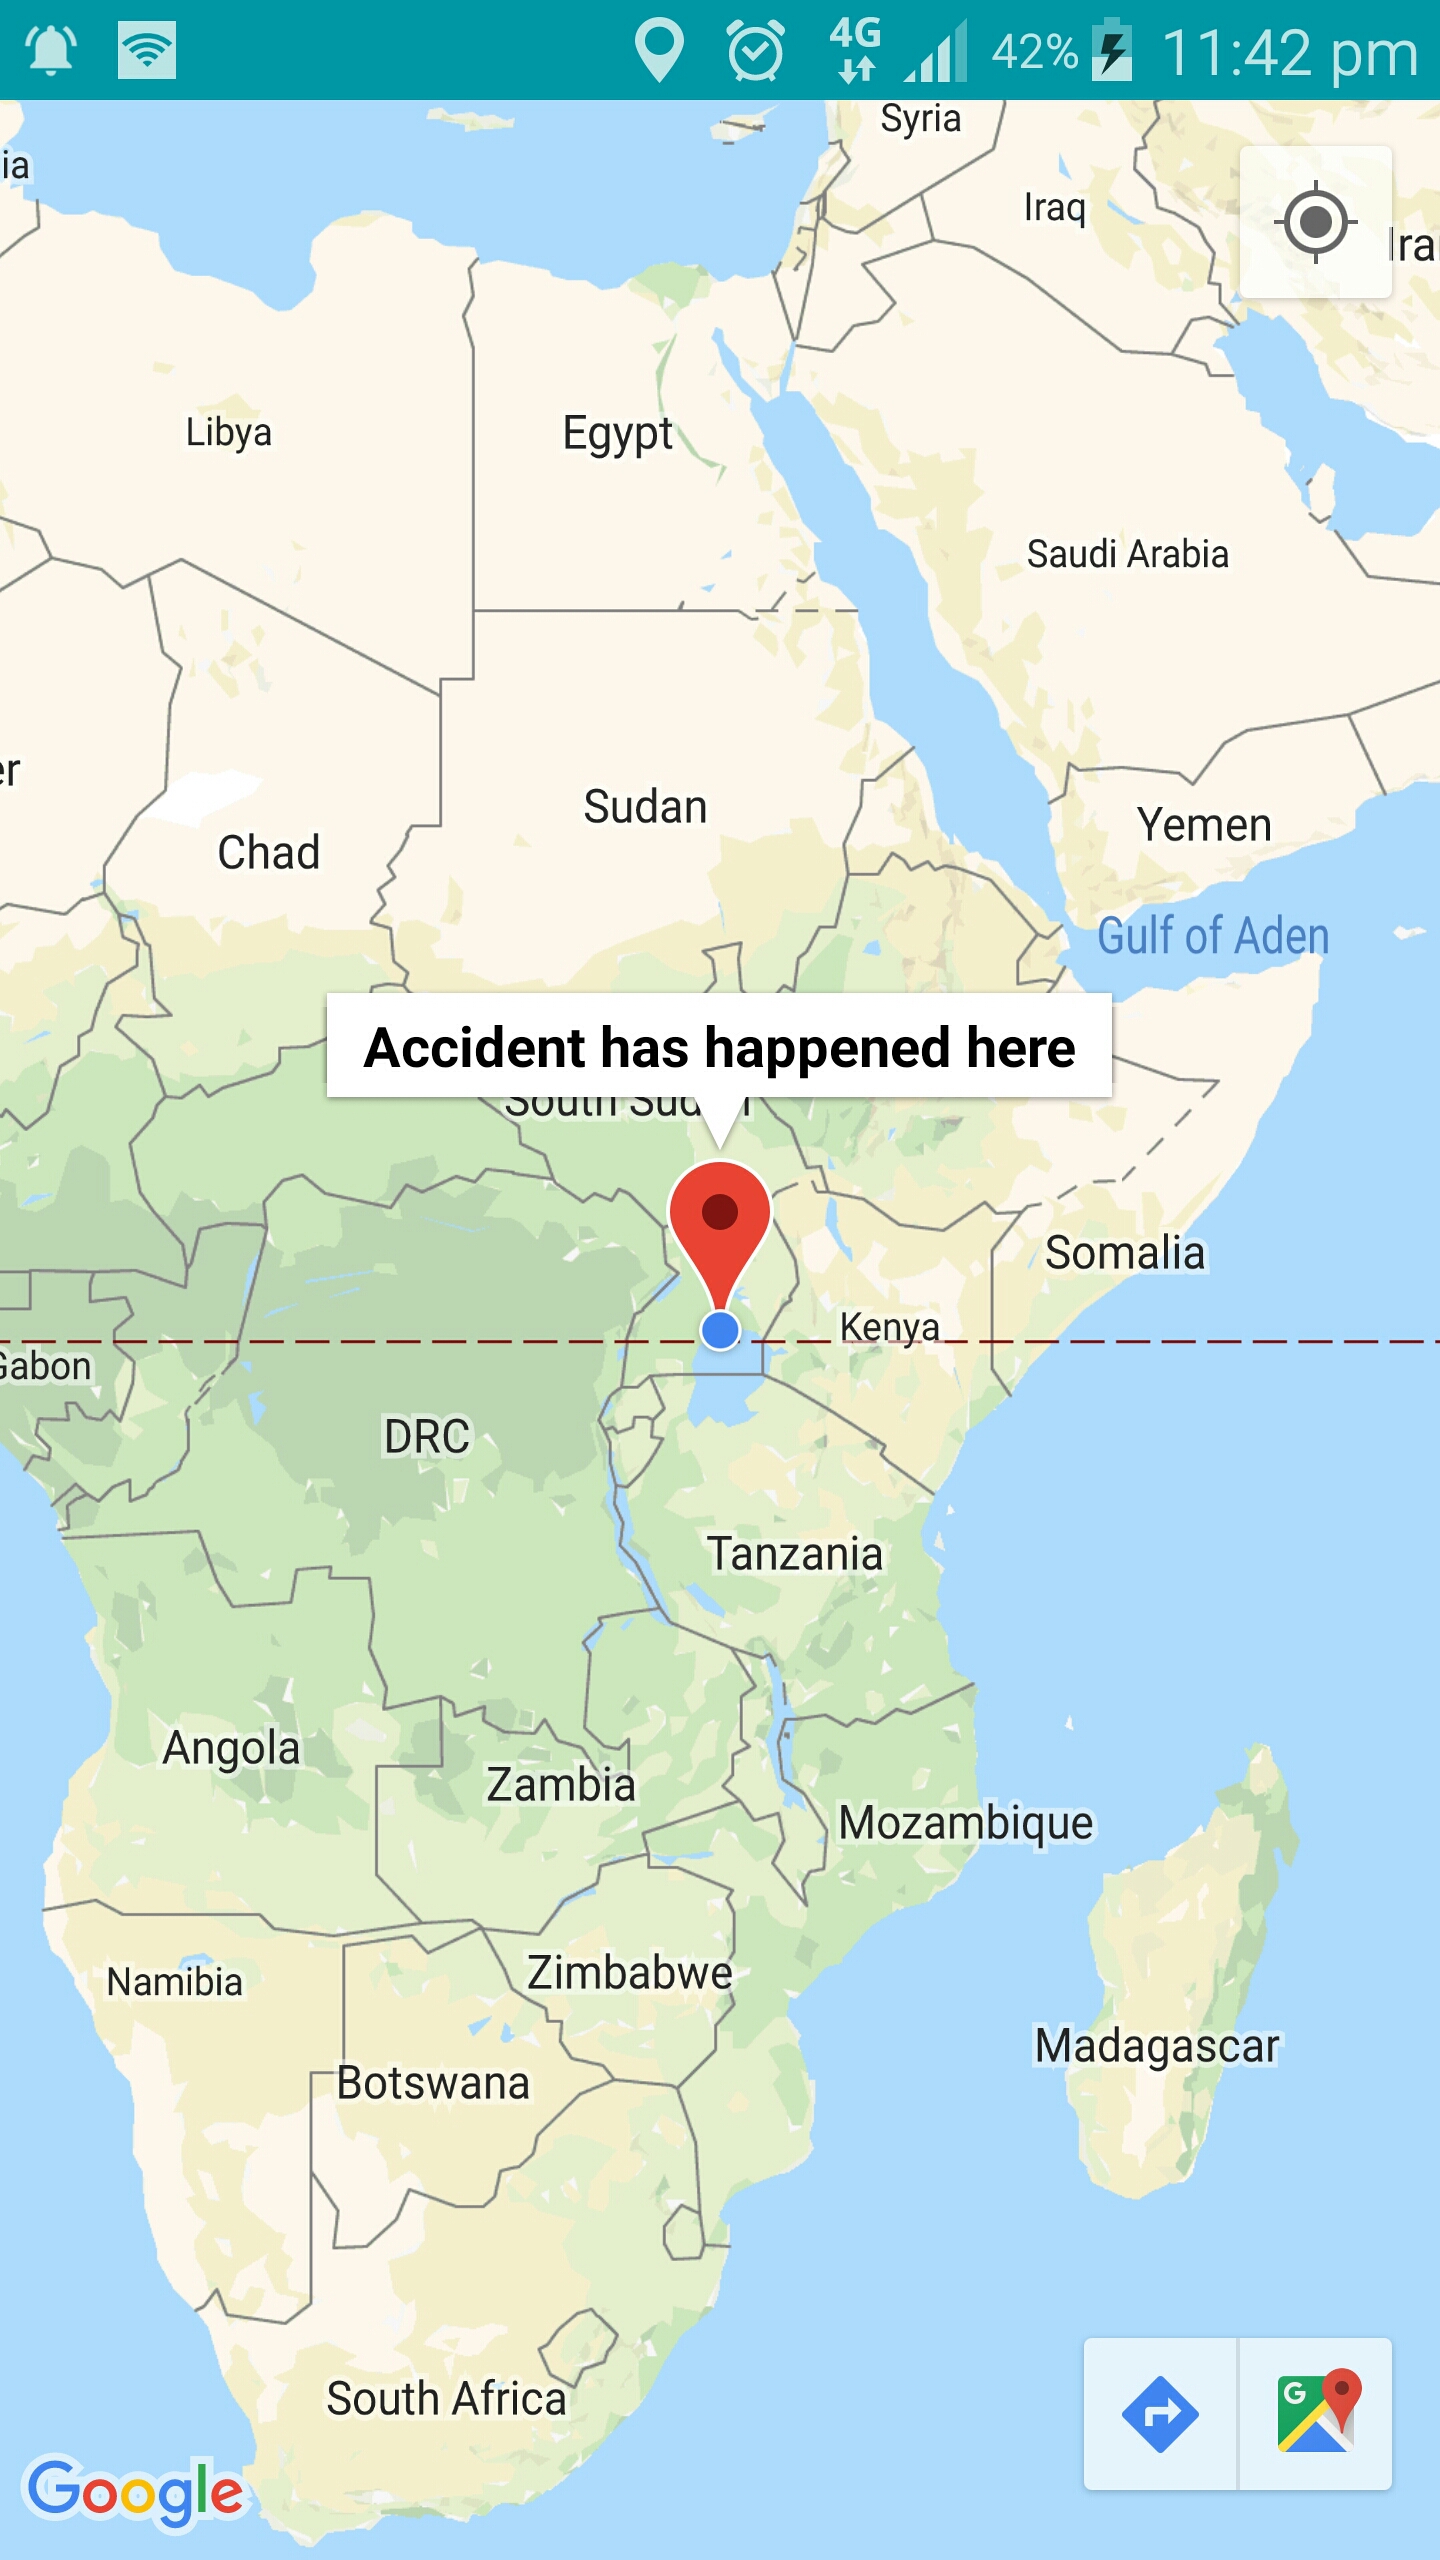 4G 42% 11:42 pm
Syria
ia
Iraq
Ira
Libya
Egypt
Saudi Arabia
er
Sudan
Yemen
Chad
Gulf of Aden
Accident has happened here
South Sudan
Somalia
Kenya
Gabon
DRC
Tanzania
Angola
Zambia
Mozambique
Namibia
Zimbabwe
Madagascar
Botswana
South Africa
G
Google